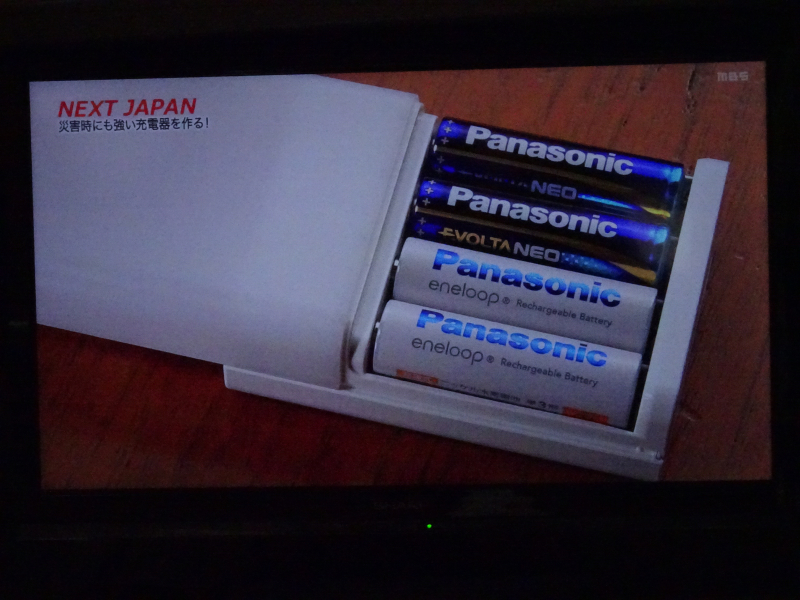 NEXT JAPAN
災害時にも強い充電器を作る!
mBS
Panasonic
NEO
Panasonic
EVOLTA NEO
Panasonic
eneloop® Rechargeable Battery
Panasonic
eneloop® Rechargeable Battery